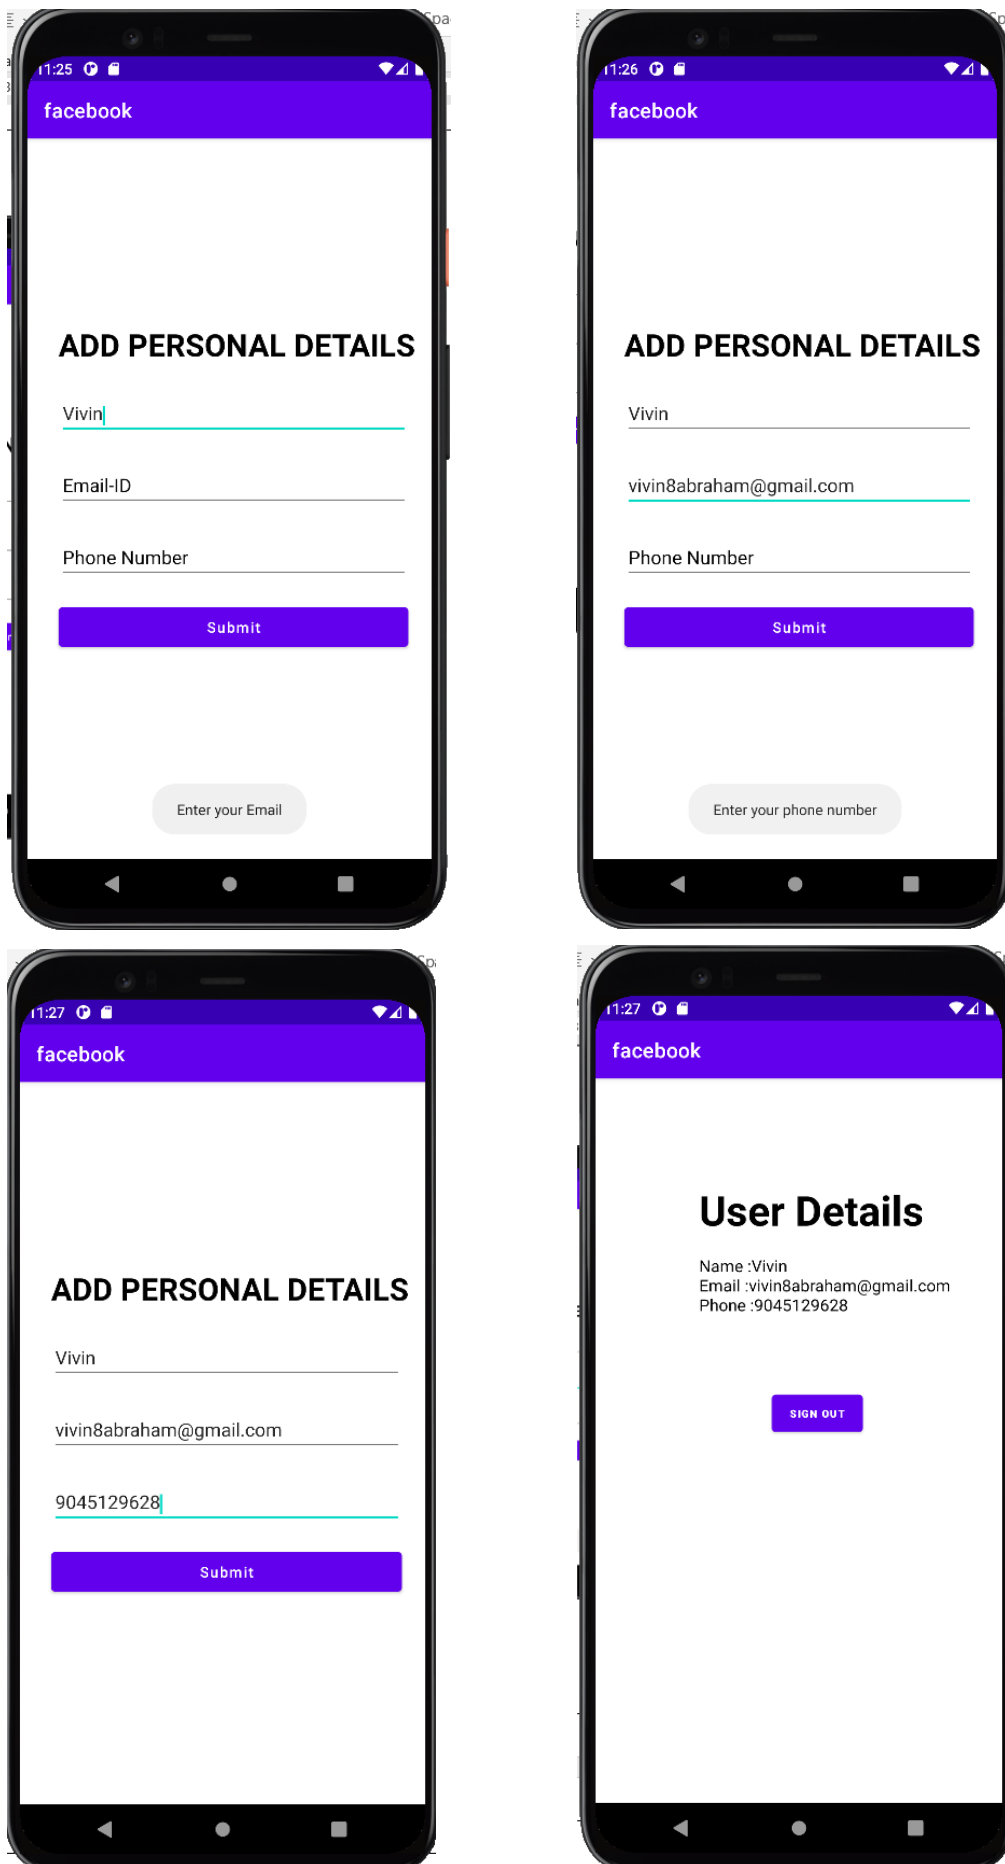 Spa
11:25
facebook
ADD PERSONAL DETAILS
Vivin
Email-ID
Phone Number
Submit
Enter your Email
11:26
facebook
ADD PERSONAL DETAILS
Vivin
vivin8abraham@gmail.com
Phone Number
Submit
Enter your phone number
11:27
facebook
ADD PERSONAL DETAILS
Vivin
vivin8abraham@gmail.com
9045129628
Submit
11:27
facebook
User Details
Name :Vivin
Email :vivin8abraham@gmail.com
Phone :9045129628
SIGN OUT